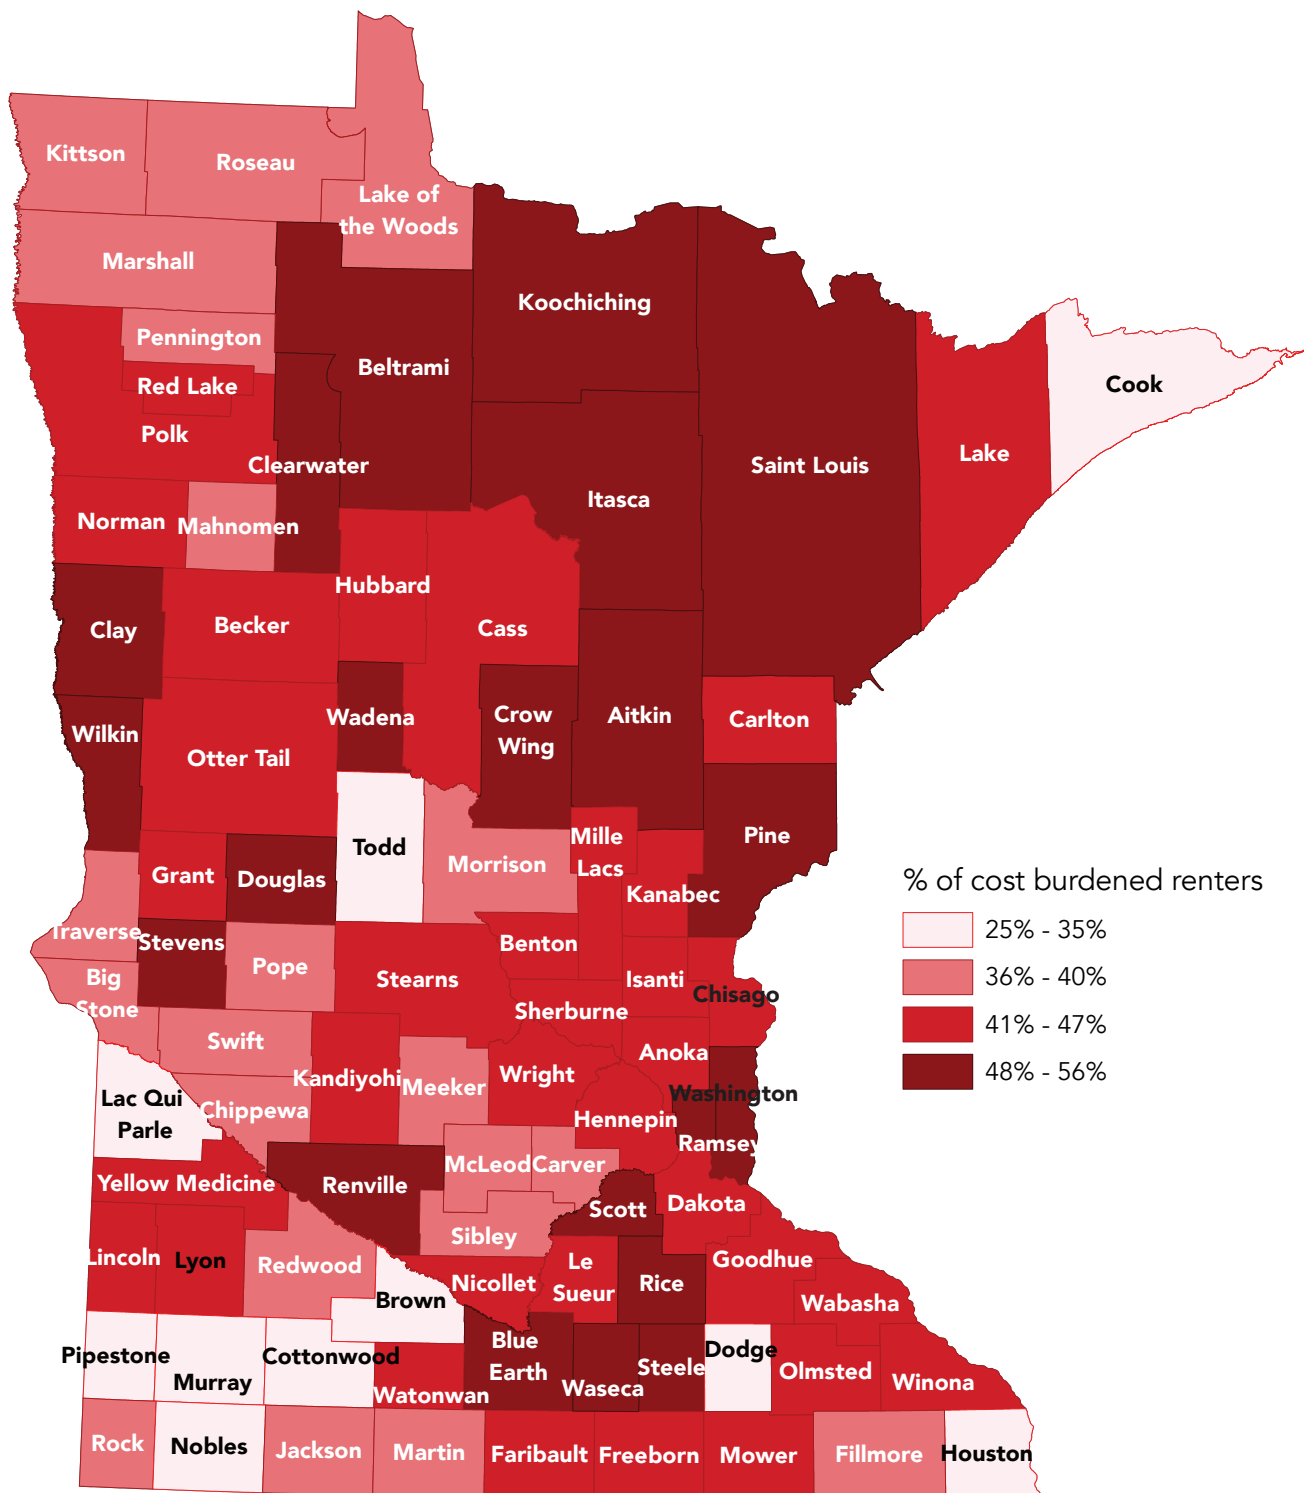 Kittson
Roseau
Lake of
the Woods
Marshall
Koochiching
Pennington
Beltrami
Red Lake
Cook
Polk
Lake
Clearwater
Saint Louis
Itasca
Norman
Mahnomen
Hubbard
Clay
Becker
Cass
Wadena
Crow
Wing
Aitkin
Carlton
Wilkin
Otter Tail
Todd
Mille
Lacs
Pine
Morrison
Grant
Douglas
Kanabec
% of cost burdened renters
25% - 35%
36% - 40%
41% - 47%
48% - 56%
Traverse
Stevens
Benton
Pope
Big
Stone
Stearns
Isanti
Chisago
Sherburne
Swift
Anoka
Kandiyohi
Meeker
Wright
Washington
Lac Qui
Parle
Chippewa
Hennepin
Ramsey
McLeod
Carver
Yellow Medicine
Renville
Dakota
Scott
Sibley
Lincoln
Lyon
Redwood
Goodhue
Le
Sueur
Nicollet
Rice
Brown
Wabasha
Blue
Earth
Dodge
Pipestone
Cottonwood
Murray
Steele
Olmsted
Waseca
Winona
Watonwan
Rock
Nobles
Jackson
Martin
Faribault
Freeborn
Mower
Fillmore
Houston